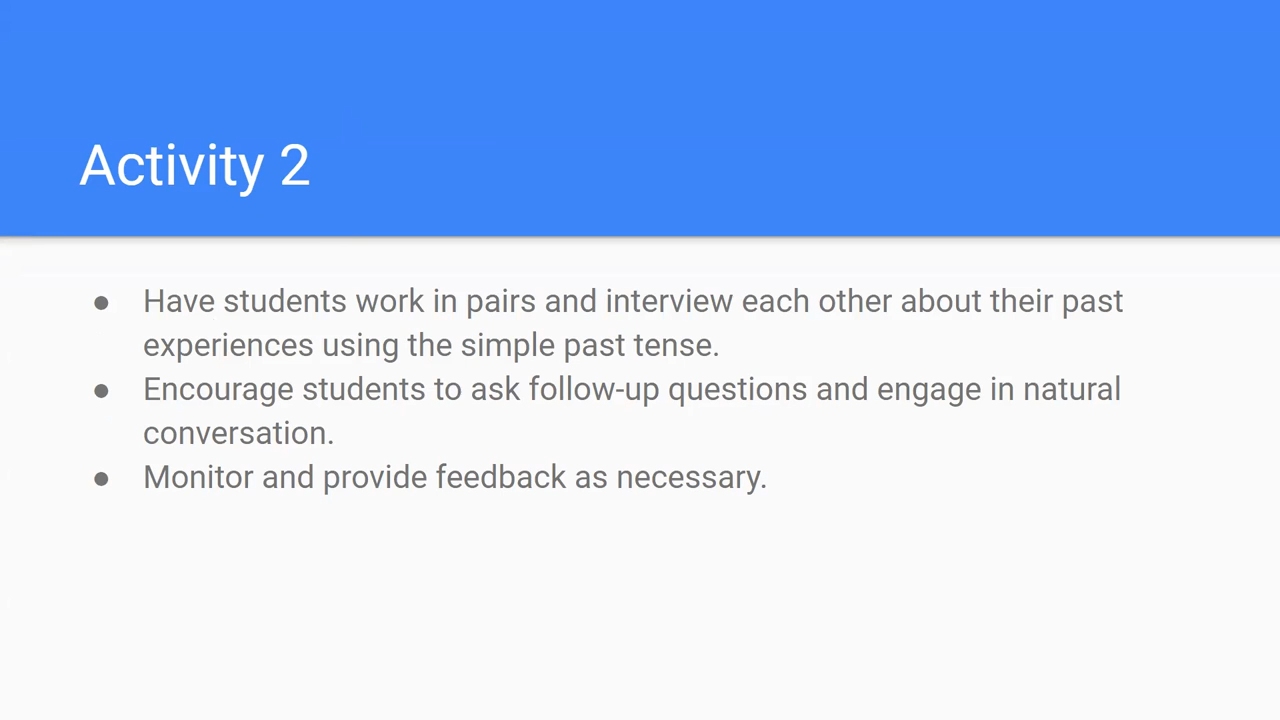 Activity 2
● Have students work in pairs and interview each other about their past
experiences using the simple past tense.
● Encourage students to ask follow-up questions and engage in natural
conversation.
● Monitor and provide feedback as necessary.